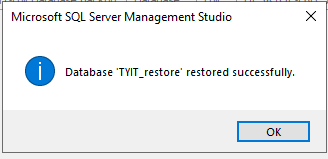 Microsoft SQL Server Management Studio
Database 'TYIT_restore' restored successfully.
OK